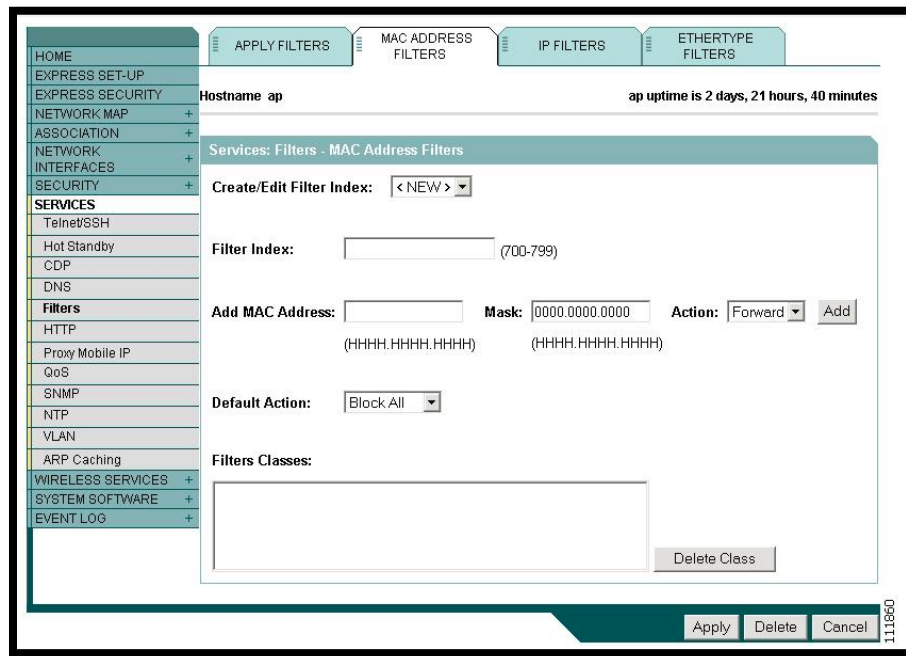 APPLY FILTERS
MAC ADDRESS
FILTERS
IP FILTERS
ETHERTYPE
FILTERS
HOME
EXPRESS SET-UP
EXPRESS SECURITY
NETWORK MAP +
ASSOCIATION +
NETWORK
INTERFACES +
SECURITY +
SERVICES
Telnet/SSH
Hot Standby
CDP
DNS
Filters
HTTP
Proxy Mobile IP
QoS
SNMP
NTP
VLAN
ARP Caching
WIRELESS SERVICES +
SYSTEM SOFTWARE +
EVENT LOG +
Hostname ap
ap uptime is 2 days, 21 hours, 40 minutes
Services: Filters - MAC Address Filters
Create/Edit Filter Index: < NEW >
Filter Index: (700-799)
Add MAC Address: Mask: 0000.0000.0000 Action: Forward Add
(HHHH.HHHH.HHHH) (HHHH.HHHH.HHHH)
Default Action: Block All
Filters Classes:
Delete Class
Apply Delete Cancel
111860